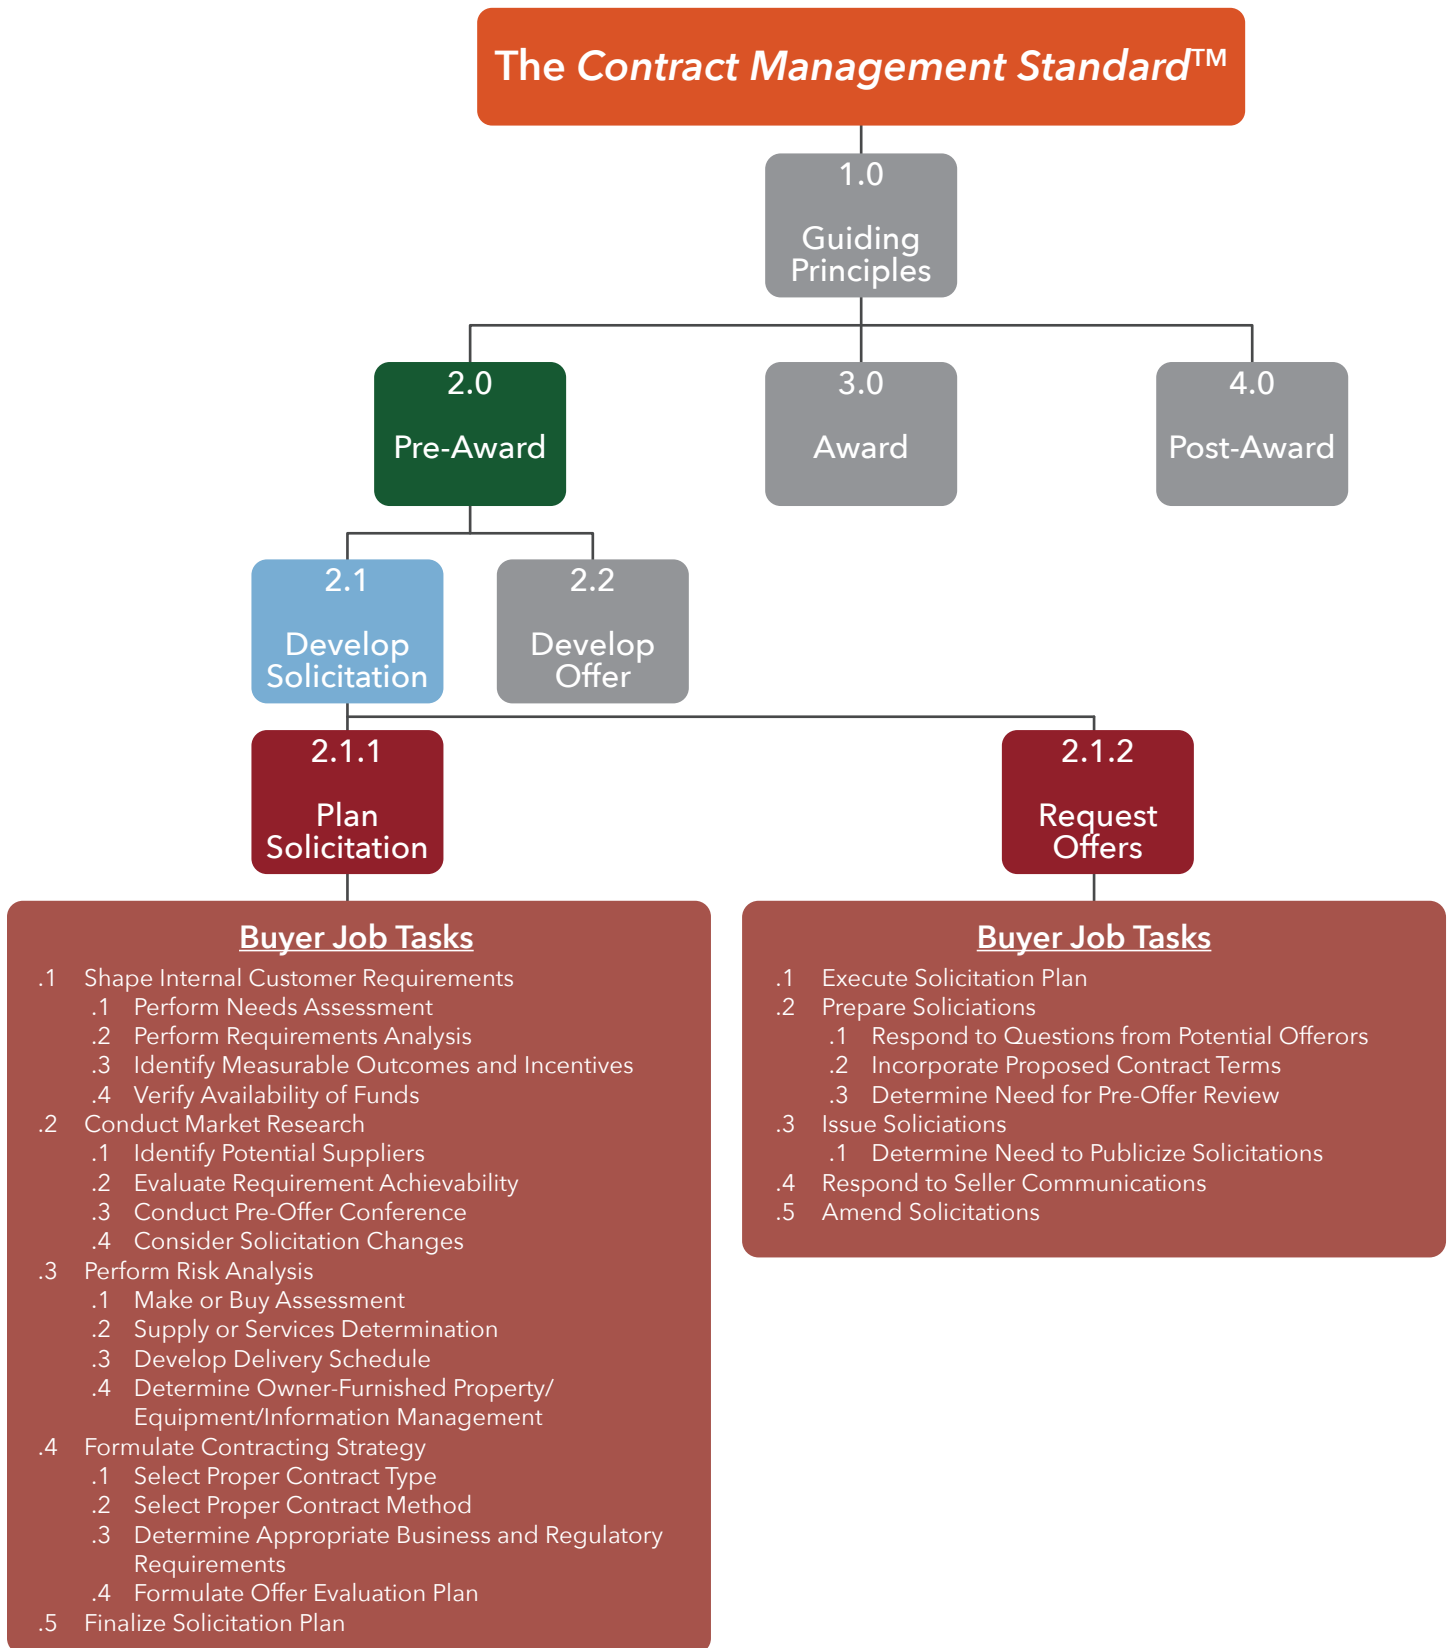 The Contract Management Standard™
1.0
Guiding
Principles
2.0
Pre-Award
3.0
Award
4.0
Post-Award
2.1
Develop
Solicitation
2.2
Develop
Offer
2.1.1
Plan
Solicitation
2.1.2
Request
Offers
Buyer Job Tasks
.1 Shape Internal Customer Requirements
.1 Perform Needs Assessment
.2 Perform Requirements Analysis
.3 Identify Measurable Outcomes and Incentives
.4 Verify Availability of Funds
.2 Conduct Market Research
.1 Identify Potential Suppliers
.2 Evaluate Requirement Achievability
.3 Conduct Pre-Offer Conference
.4 Consider Solicitation Changes
.3 Perform Risk Analysis
.1 Make or Buy Assessment
.2 Supply or Services Determination
.3 Develop Delivery Schedule
.4 Determine Owner-Furnished Property/
Equipment/Information Management
.4 Formulate Contracting Strategy
.1 Select Proper Contract Type
.2 Select Proper Contract Method
.3 Determine Appropriate Business and Regulatory
Requirements
.4 Formulate Offer Evaluation Plan
.5 Finalize Solicitation Plan
Buyer Job Tasks
.1 Execute Solicitation Plan
.2 Prepare Soliciations
.1 Respond to Questions from Potential Offerors
.2 Incorporate Proposed Contract Terms
.3 Determine Need for Pre-Offer Review
.3 Issue Soliciations
.1 Determine Need to Publicize Solicitations
.4 Respond to Seller Communications
.5 Amend Solicitations